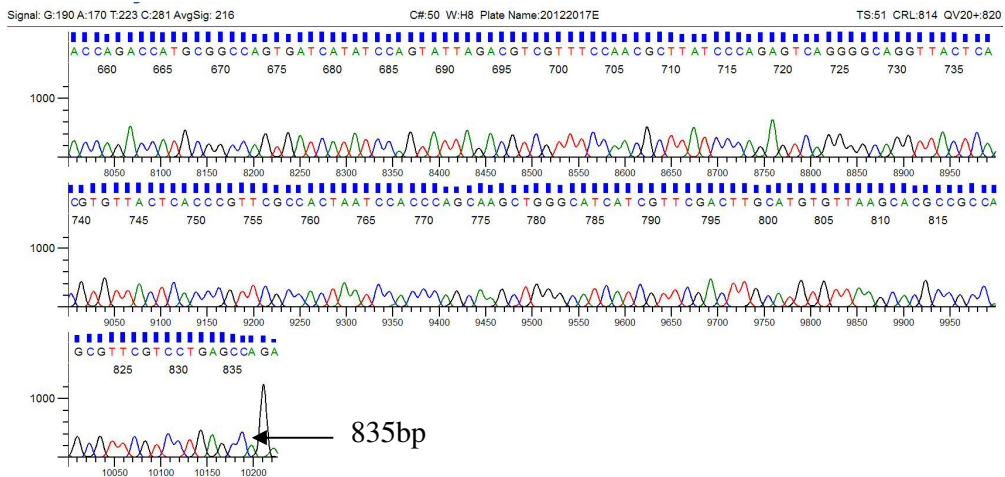 Signal: G:190 A:170 T:223 C:281 AvgSig: 216 C#:50 W:H8 Plate Name:20122017E TS:51 CRL:814 QV20+:820
ACCAGACCATGCGGCCAGTGATCATATCCAGTATTAGACGTCGTTTCCAACGCTTATCCCAGAGTCAGGGGCAGGTTACTCA
660 665 670 675 680 685 690 695 700 705 710 715 720 725 730 735
1000
8050 8100 8150 8200 8250 8300 8350 8400 8450 8500 8550 8600 8650 8700 8750 8800 8850 8900 8950
CGTGTTACTCACCCGTTCGCCACTAATCCACCCAGCAAGCTGGGCATCATCGTTCGACTTGCATGTGTTAAGCACGCCGCCA
740 745 750 755 760 765 770 775 780 785 790 795 800 805 810 815
1000
9050 9100 9150 9200 9250 9300 9350 9400 9450 9500 9550 9600 9650 9700 9750 9800 9850 9900 9950
GCGTTCGTCCTGAGCCAGA
825 830 835
1000
835bp
10050 10100 10150 10200